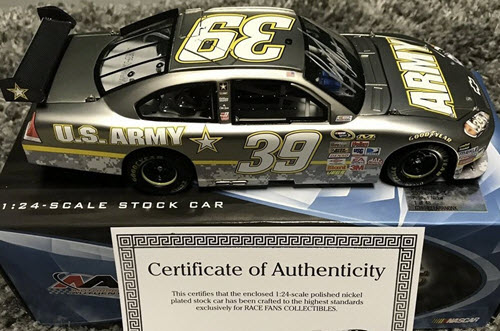 39
ARMY
U.S. ARMY
39
GOODYEAR
1:24-SCALE STOCK CAR
Certificate of Authenticity
This certifies that the enclosed 1:24-scale polished nickel
plated stock car has been crafted to the highest standards
exclusively for RACE FANS COLLECTIBLES.
NASCAR